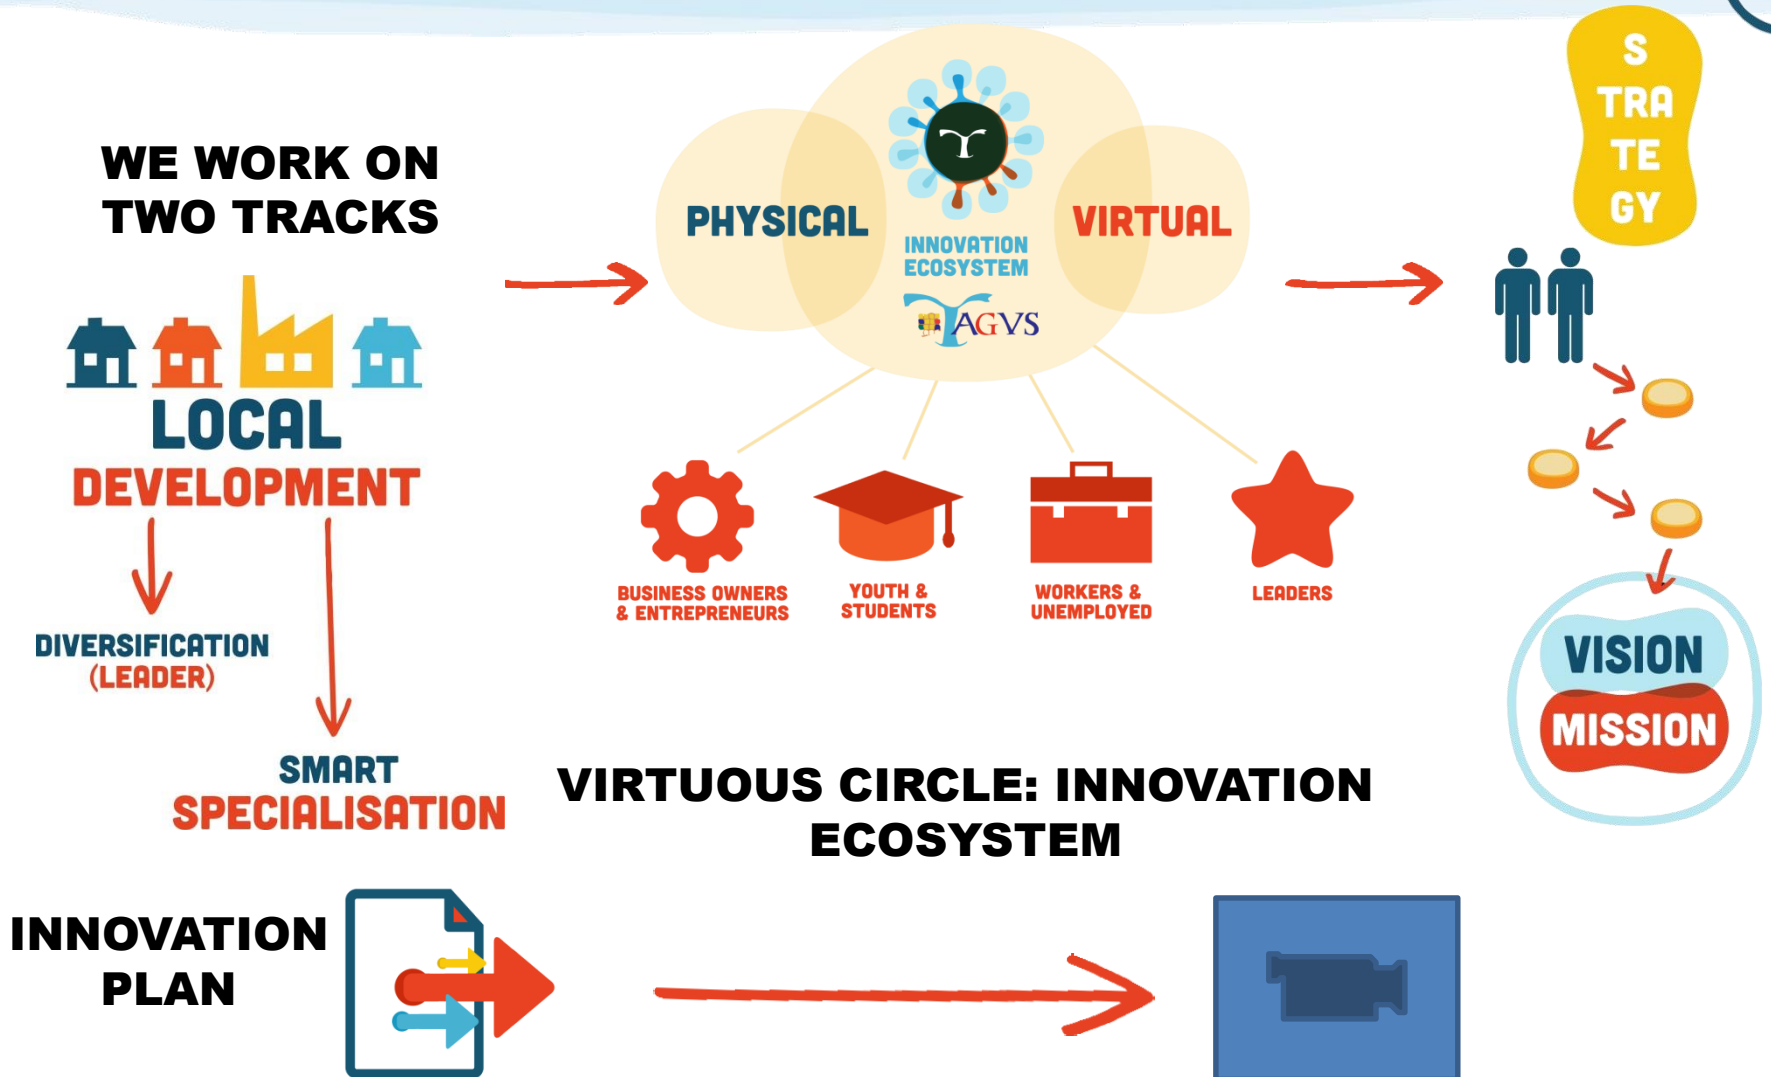 WE WORK ON
TWO TRACKS
LOCAL
DEVELOPMENT
DIVERSIFICATION
(LEADER)
SMART
SPECIALISATION
PHYSICAL
INNOVATION
ECOSYSTEM
AGVS
VIRTUAL
BUSINESS OWNERS
& ENTREPRENEURS
YOUTH &
STUDENTS
WORKERS &
UNEMPLOYED
LEADERS
S
TRA
TE
GY
VISION
MISSION
VIRTUOUS CIRCLE: INNOVATION
ECOSYSTEM
INNOVATION
PLAN